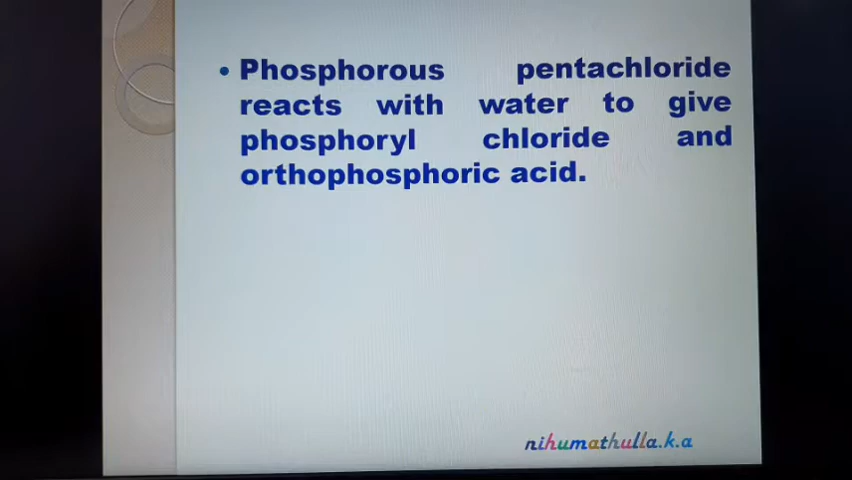 • Phosphorous pentachloride
reacts with water to give
phosphoryl chloride and
orthophosphoric acid.
nihumathulla.k.a